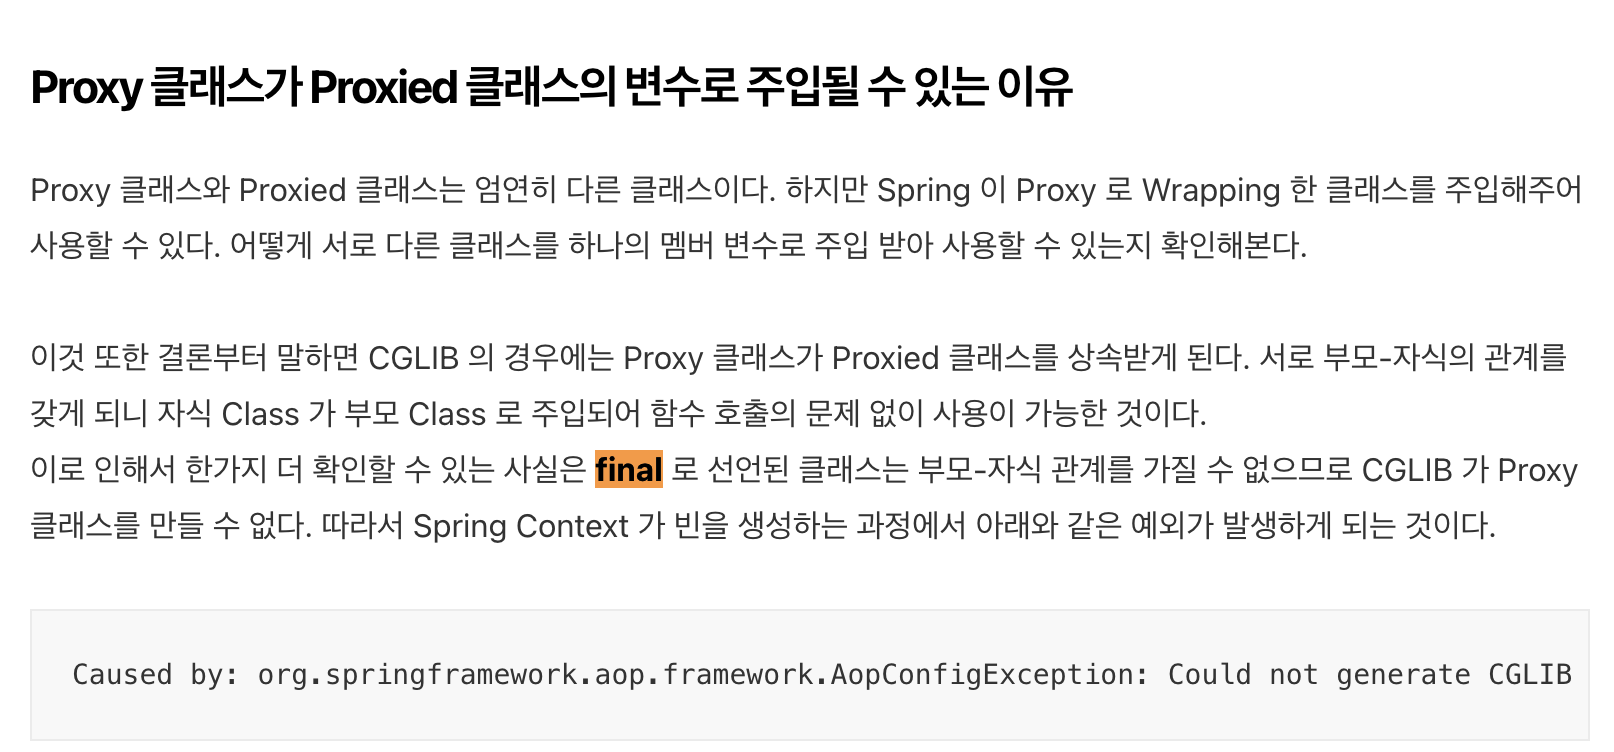 Proxy 클래스가 Proxied 클래스의 변수로 주입될 수 있는 이유
Proxy 클래스와 Proxied 클래스는 엄연히 다른 클래스이다. 하지만 Spring 이 Proxy 로 Wrapping 한 클래스를 주입해주어
사용할 수 있다. 어떻게 서로 다른 클래스를 하나의 멤버 변수로 주입 받아 사용할 수 있는지 확인해본다.
이것 또한 결론부터 말하면 CGLIB 의 경우에는 Proxy 클래스가 Proxied 클래스를 상속받게 된다. 서로 부모-자식의 관계를
갖게 되니 자식 Class 가 부모 Class 로 주입되어 함수 호출의 문제 없이 사용이 가능한 것이다.
이로 인해서 한가지 더 확인할 수 있는 사실은 final 로 선언된 클래스는 부모-자식 관계를 가질 수 없으므로 CGLIB 가 Proxy
클래스를 만들 수 없다. 따라서 Spring Context 가 빈을 생성하는 과정에서 아래와 같은 예외가 발생하게 되는 것이다.
Caused by: org.springframework.aop.framework.AopConfigException: Could not generate CGLIB